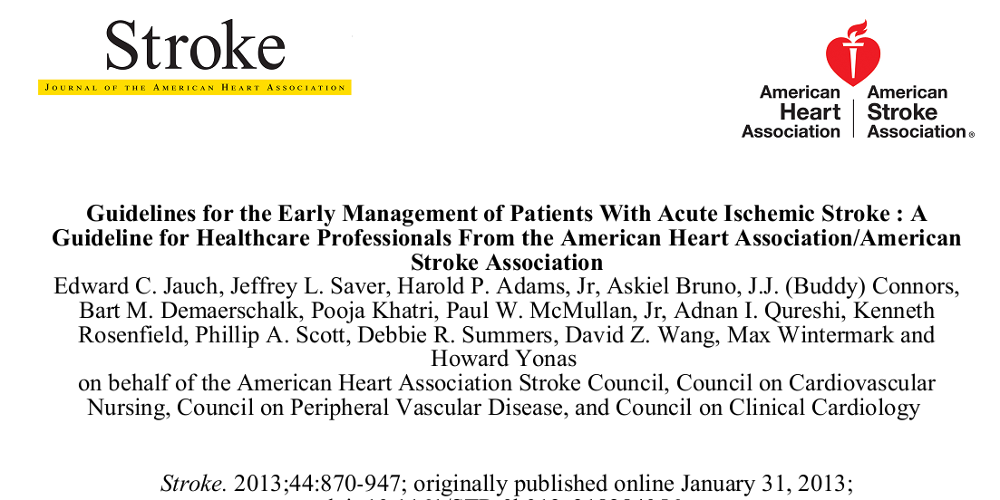 Stroke
JOURNAL OF THE AMERICAN HEART ASSOCIATION
American
Heart
Association
American
Stroke
Association®
Guidelines for the Early Management of Patients With Acute Ischemic Stroke : A
Guideline for Healthcare Professionals From the American Heart Association/American
Stroke Association
Edward C. Jauch, Jeffrey L. Saver, Harold P. Adams, Jr, Askiel Bruno, J.J. (Buddy) Connors,
Bart M. Demaerschalk, Pooja Khatri, Paul W. McMullan, Jr, Adnan I. Qureshi, Kenneth
Rosenfield, Phillip A. Scott, Debbie R. Summers, David Z. Wang, Max Wintermark and
Howard Yonas
on behalf of the American Heart Association Stroke Council, Council on Cardiovascular
Nursing, Council on Peripheral Vascular Disease, and Council on Clinical Cardiology
Stroke. 2013;44:870-947; originally published online January 31, 2013;